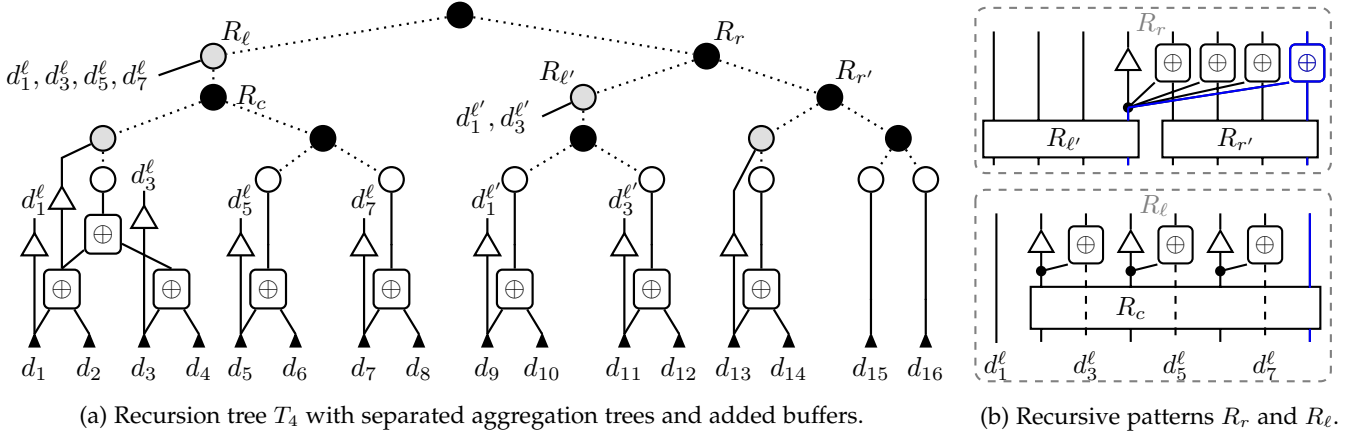 R_ℓ
R_r
d_1^ℓ, d_3^ℓ, d_5^ℓ, d_7^ℓ
R_c
R_ℓ'
d_1^ℓ', d_3^ℓ'
R_r'
d_1^ℓ d_3^ℓ d_5^ℓ d_7^ℓ d_1^ℓ' d_3^ℓ'
⊕
⊕ ⊕ ⊕ ⊕ ⊕ ⊕ ⊕
d_1 d_2 d_3 d_4 d_5 d_6 d_7 d_8 d_9 d_10 d_11 d_12 d_13 d_14 d_15 d_16
(a) Recursion tree T_4 with separated aggregation trees and added buffers.
R_r
⊕ ⊕ ⊕ ⊕
R_ℓ' R_r'
R_ℓ
⊕ ⊕ ⊕
R_c
d_1^ℓ d_3^ℓ d_5^ℓ d_7^ℓ
(b) Recursive patterns R_r and R_ℓ.